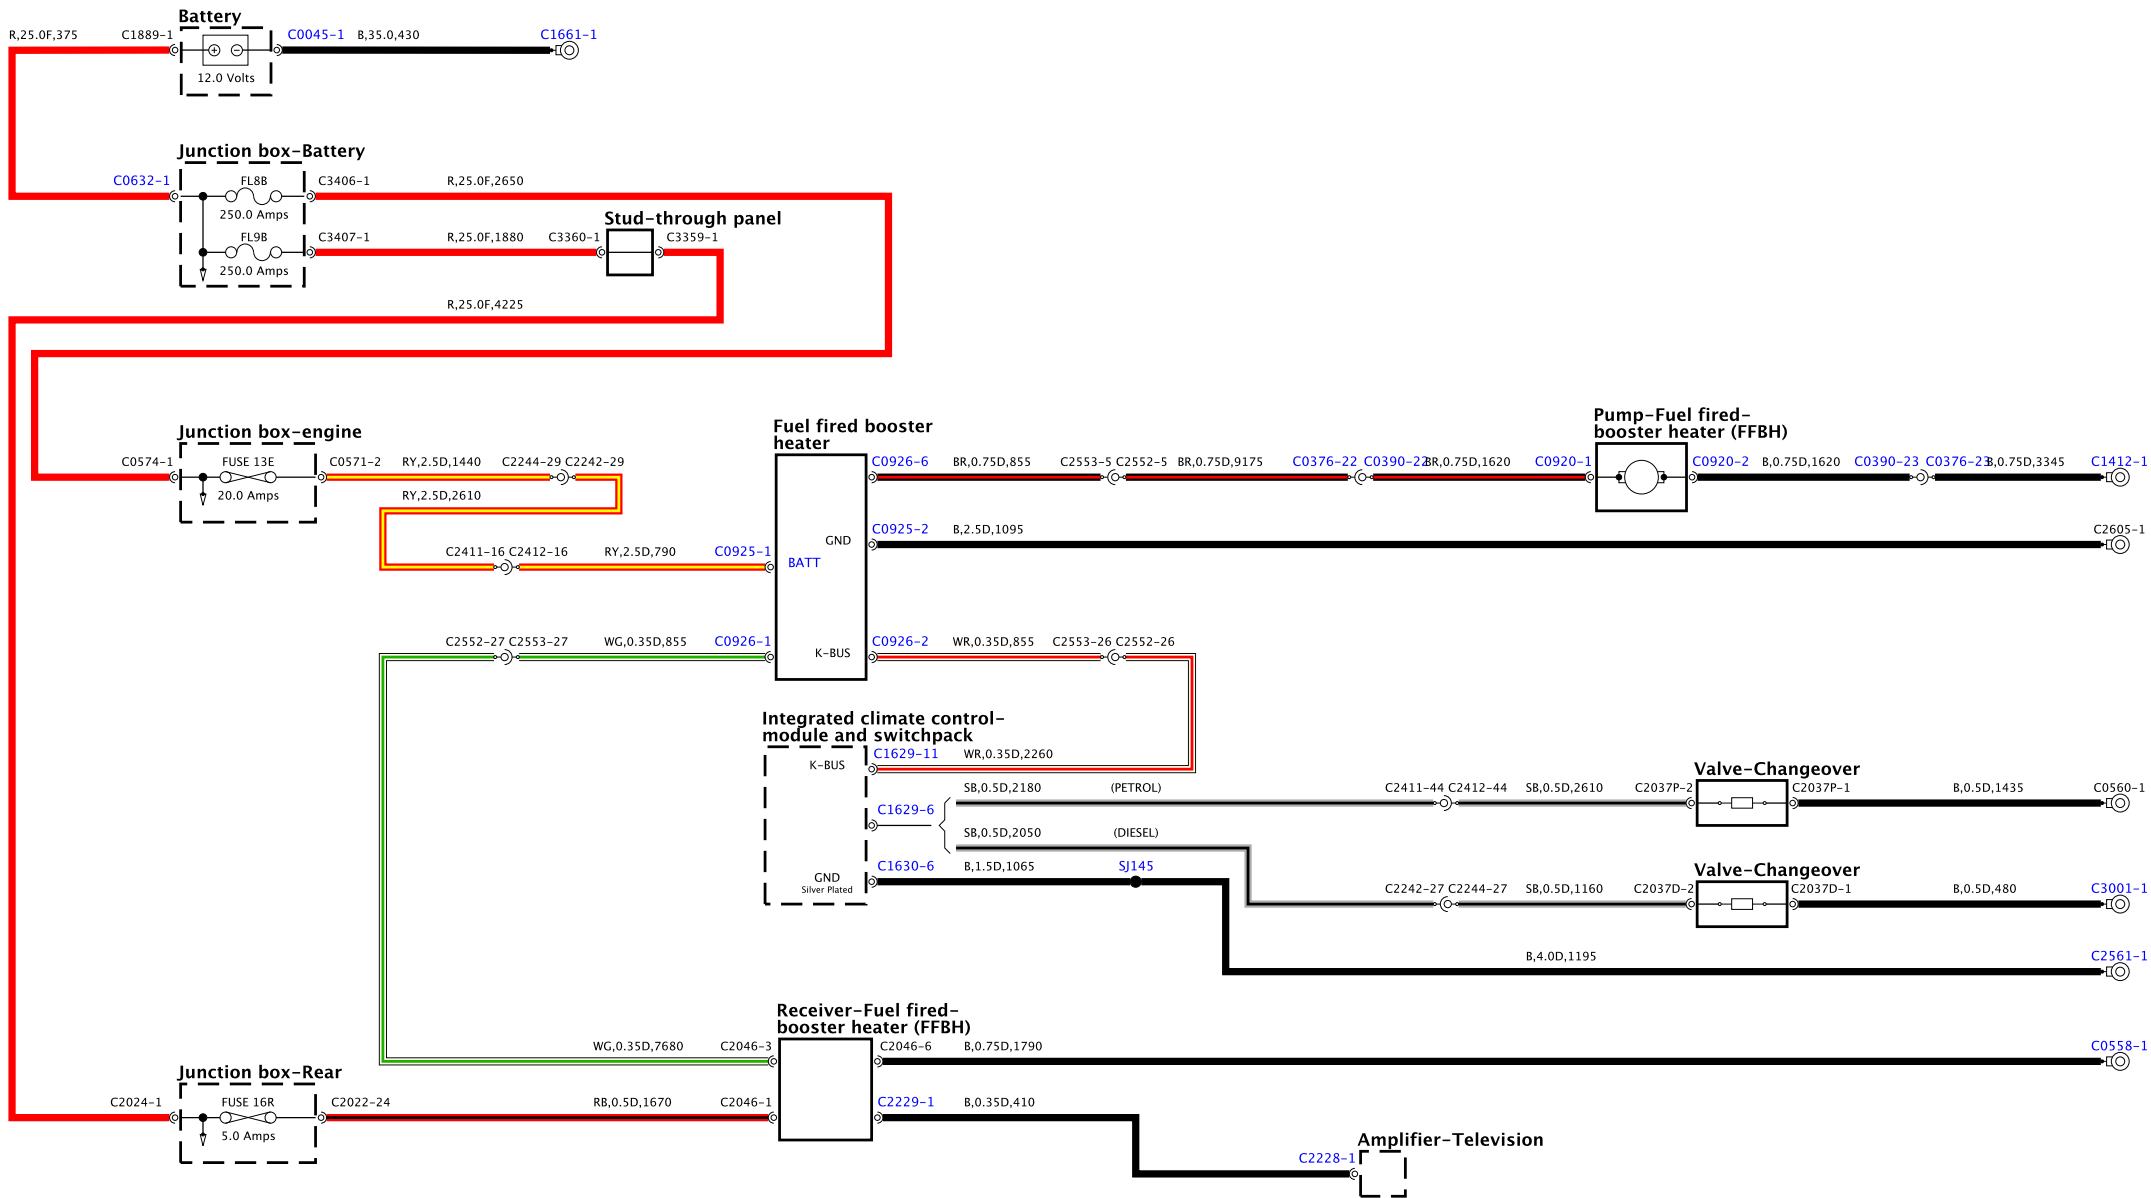 Battery
R,25.0F,375
C1889-1
C0045-1
B,35.0,430
C1661-1
12.0 Volts
Junction box-Battery
C0632-1
FL8B
C3406-1
R,25.0F,2650
250.0 Amps
Stud-through panel
FL9B
C3407-1
R,25.0F,1880
C3360-1
C3359-1
250.0 Amps
R,25.0F,4225
Junction box-engine
C0574-1
FUSE 13E
C0571-2
RY,2.5D,1440
C2244-29
C2242-29
20.0 Amps
RY,2.5D,2610
C2411-16
C2412-16
RY,2.5D,790
C0925-1
Fuel fired booster
heater
GND
BATT
K-BUS
C0926-6
BR,0.75D,855
C2553-5
C2552-5
BR,0.75D,9175
C0376-22
C0390-22
BR,0.75D,1620
C0920-1
Pump-Fuel fired-
booster heater (FFBH)
C0920-2
B,0.75D,1620
C0390-23
C0376-23
B,0.75D,3345
C1412-1
C0925-2
B,2.5D,1095
C2605-1
C2552-27
C2553-27
WG,0.35D,855
C0926-1
C0926-2
WR,0.35D,855
C2553-26
C2552-26
Integrated climate control-
module and switchpack
K-BUS
C1629-11
WR,0.35D,2260
C1629-6
SB,0.5D,2180
(PETROL)
C2411-44
C2412-44
SB,0.5D,2610
C2037P-2
Valve-Changeover
C2037P-1
B,0.5D,1435
C0560-1
SB,0.5D,2050
(DIESEL)
GND
Silver Plated
C1630-6
B,1.5D,1065
SJ145
C2242-27
C2244-27
SB,0.5D,1160
C2037D-2
Valve-Changeover
C2037D-1
B,0.5D,480
C3001-1
B,4.0D,1195
C2561-1
Receiver-Fuel fired-
booster heater (FFBH)
WG,0.35D,7680
C2046-3
C2046-6
B,0.75D,1790
C0558-1
Junction box-Rear
C2024-1
FUSE 16R
C2022-24
RB,0.5D,1670
C2046-1
C2229-1
B,0.35D,410
5.0 Amps
Amplifier-Television
C2228-1